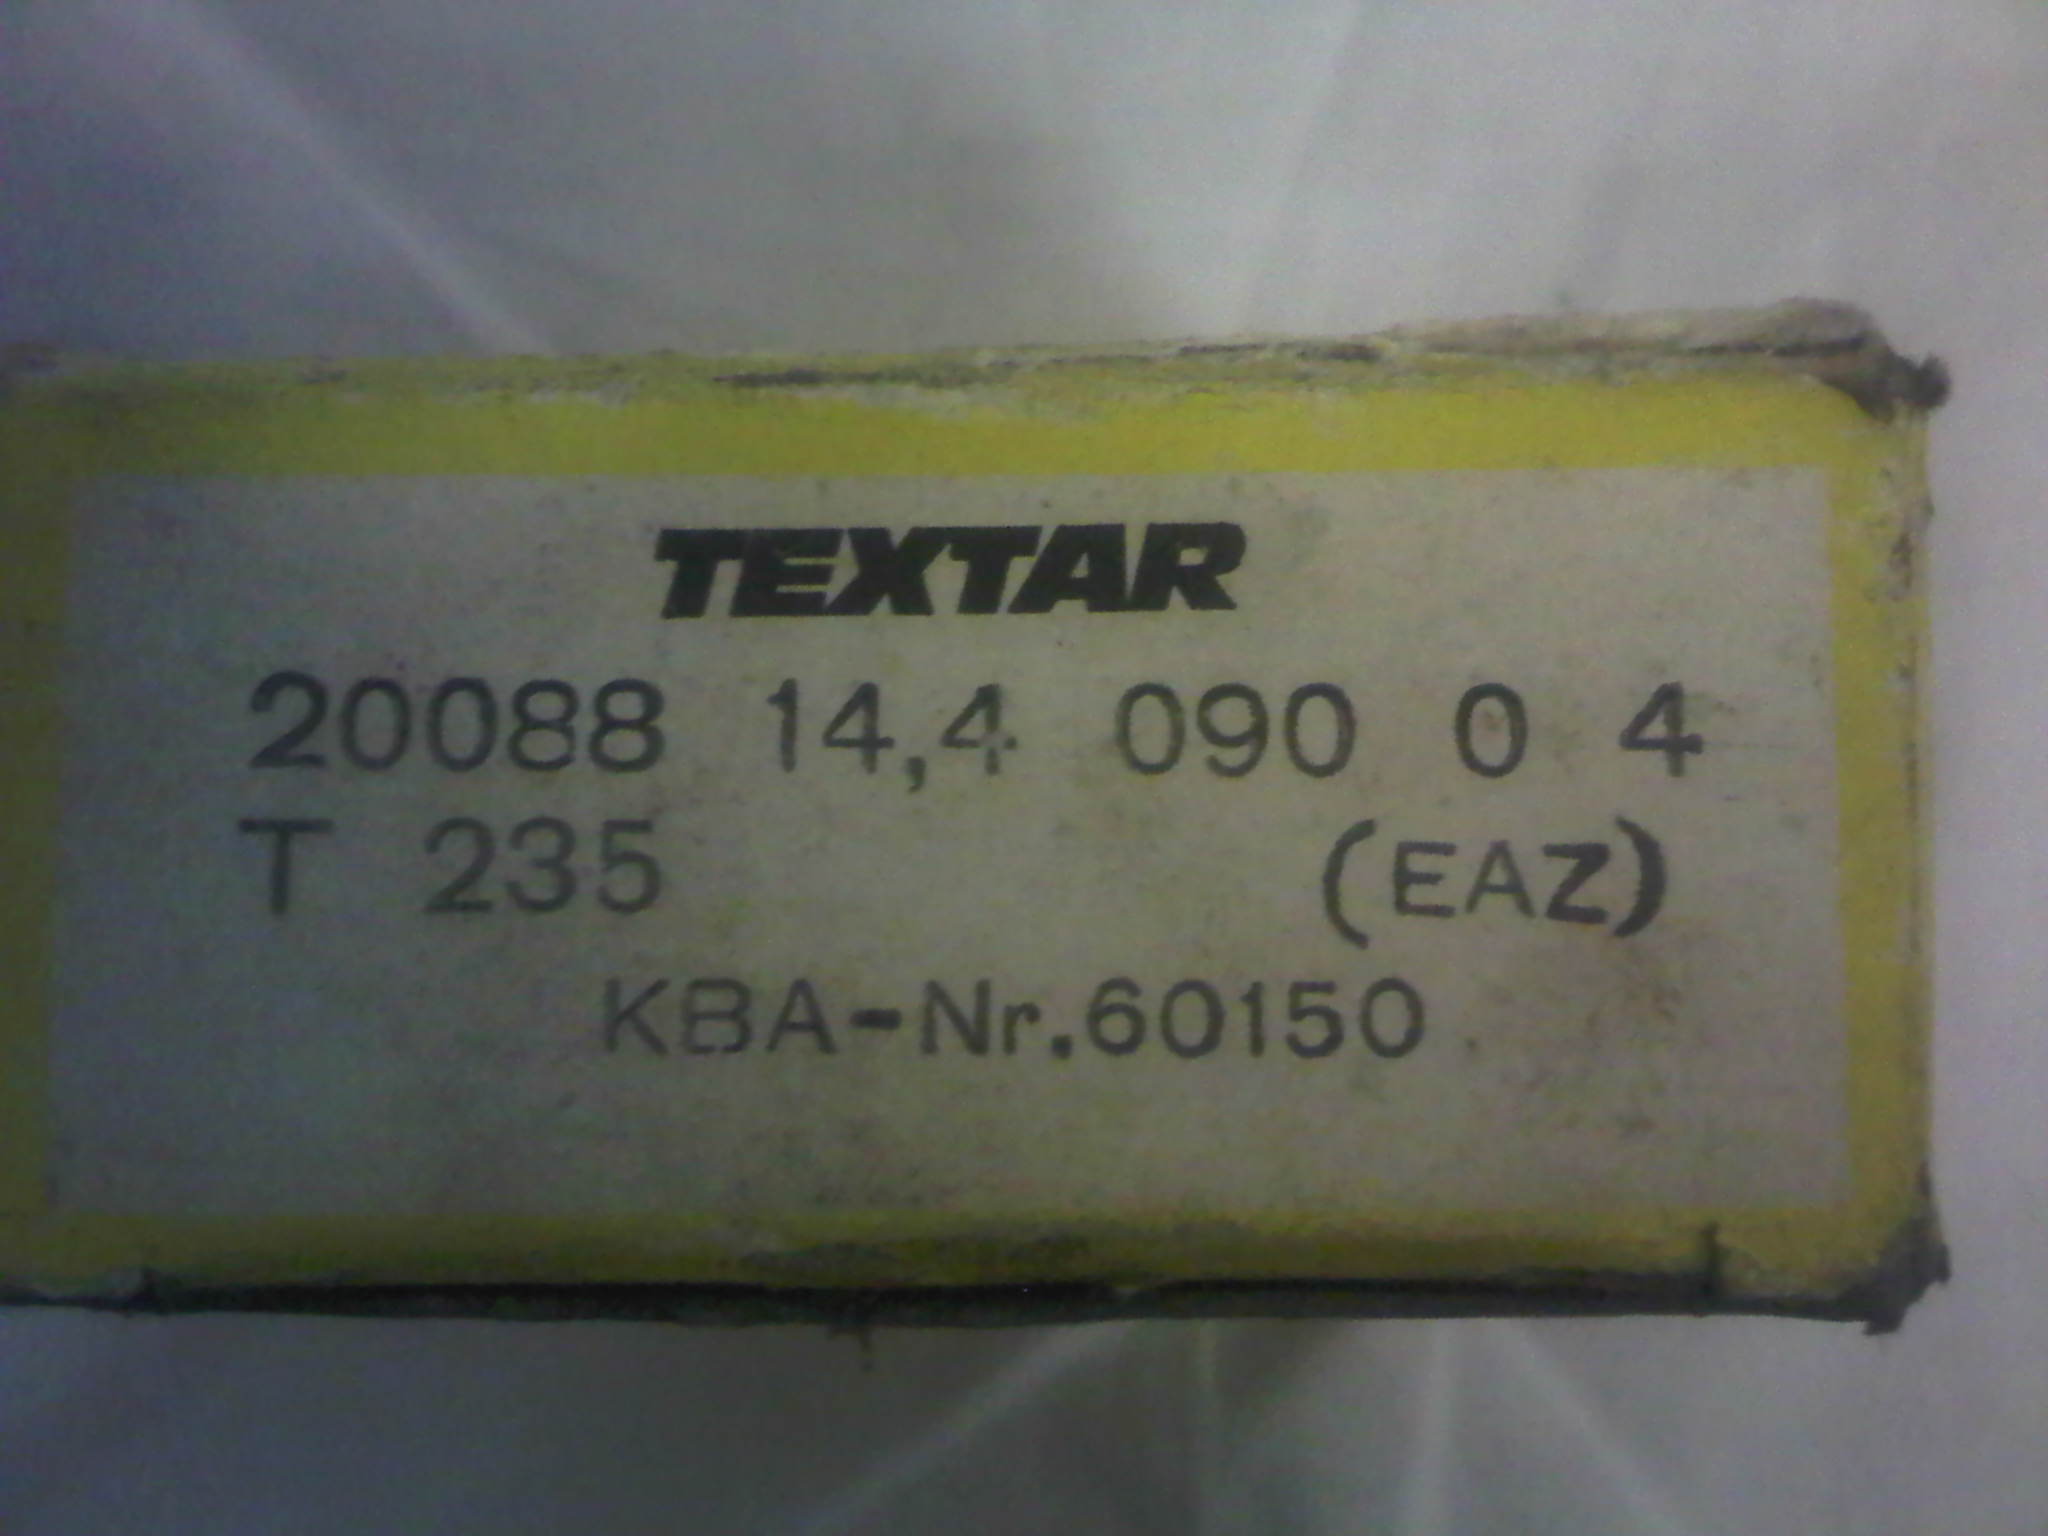 TEXTAR
20088 14,4 090 0 4
T 235 (EAZ)
KBA-Nr.60150